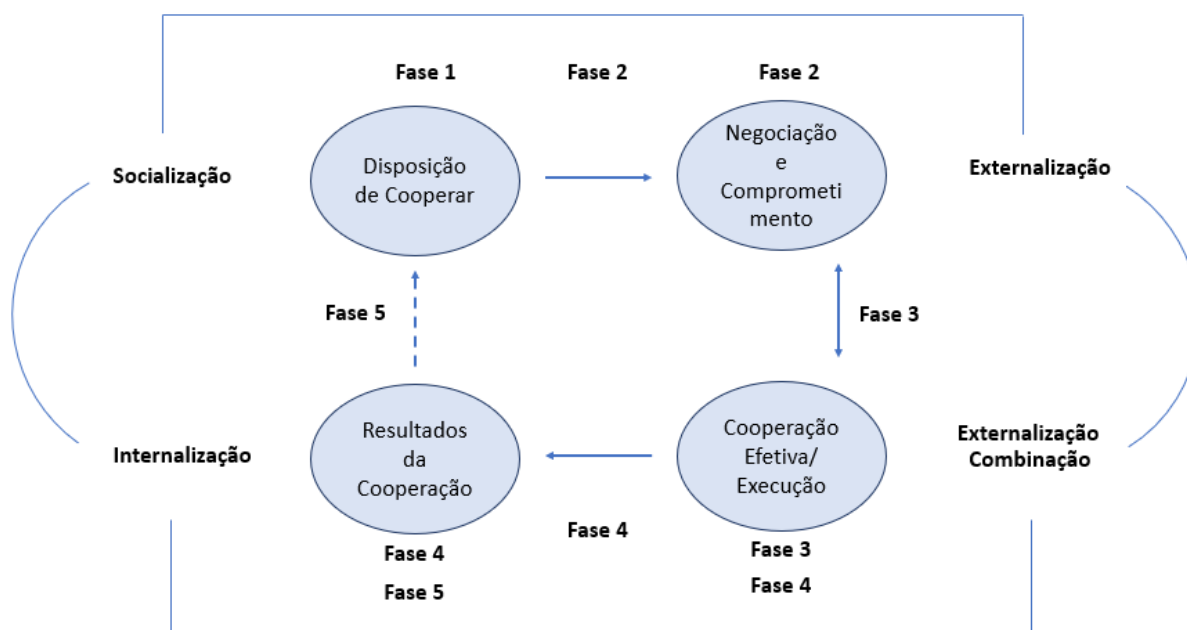 Fase 1
Fase 2
Fase 2
Socialização
Disposição
de Cooperar
Negociação
e
Comprometi
mento
Externalização
Fase 5
Fase 3
Internalização
Resultados
da
Cooperação
Cooperação
Efetiva/
Execução
Externalização
Combinação
Fase 4
Fase 4
Fase 3
Fase 5
Fase 4